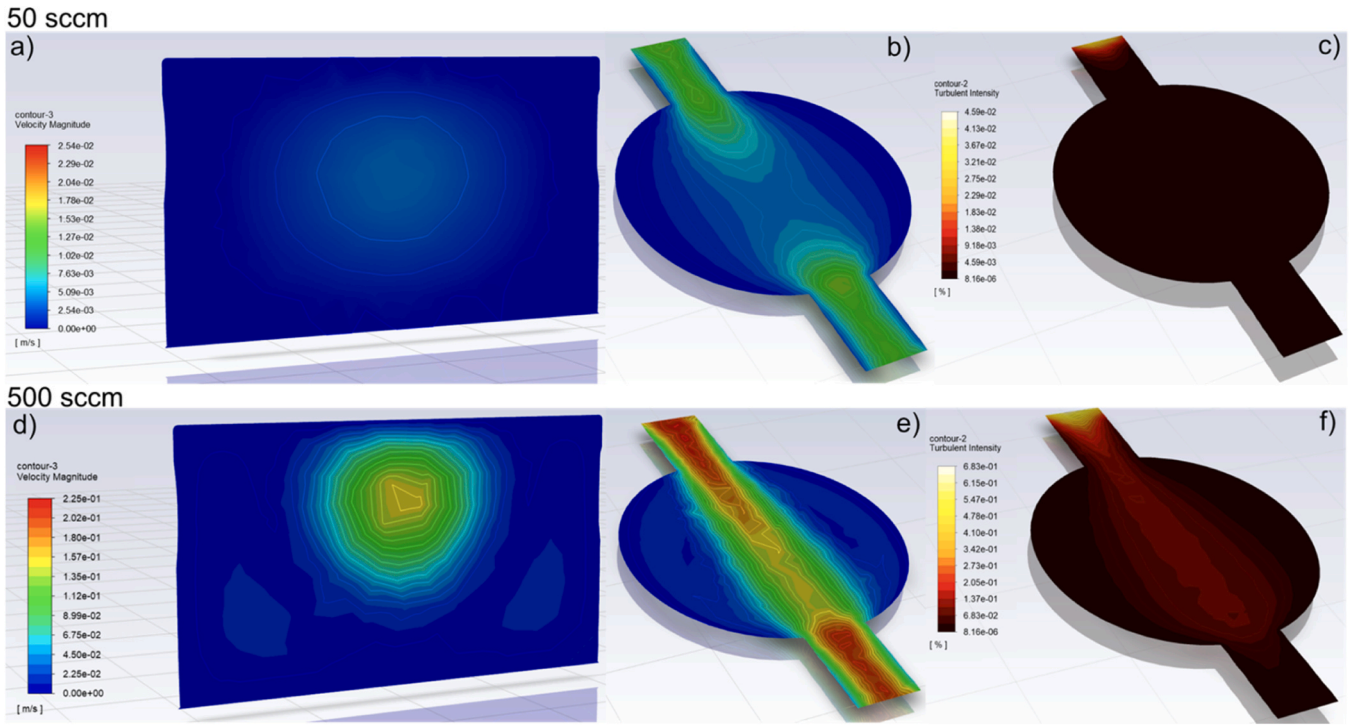 50 sccm
a)
contour-3
Velocity Magnitude
2.54e-02
2.29e-02
2.04e-02
1.78e-02
1.53e-02
1.27e-02
1.02e-02
7.63e-03
5.09e-03
2.54e-03
0.00e+00
[ m/s ]
b)
contour-2
Turbulent Intensity
4.59e-02
4.13e-02
3.67e-02
3.21e-02
2.75e-02
2.29e-02
1.83e-02
1.38e-02
9.18e-03
4.59e-03
8.16e-06
[ % ]
c)
500 sccm
d)
contour-3
Velocity Magnitude
2.25e-01
2.02e-01
1.80e-01
1.57e-01
1.35e-01
1.12e-01
8.99e-02
6.75e-02
4.50e-02
2.25e-02
0.00e+00
[ m/s ]
e)
contour-2
Turbulent Intensity
6.83e-01
6.15e-01
5.47e-01
4.78e-01
4.10e-01
3.42e-01
2.73e-01
2.05e-01
1.37e-01
6.83e-02
8.16e-06
[ % ]
f)